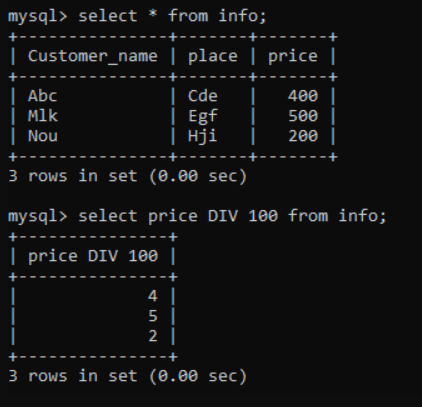 mysql> select * from info;
+---------------+-------+-------+
| Customer_name | place | price |
+---------------+-------+-------+
| Abc           | Cde   |   400 |
| Mlk           | Egf   |   500 |
| Nou           | Hji   |   200 |
+---------------+-------+-------+
3 rows in set (0.00 sec)

mysql> select price DIV 100 from info;
+---------------+
| price DIV 100 |
+---------------+
|             4 |
|             5 |
|             2 |
+---------------+
3 rows in set (0.00 sec)